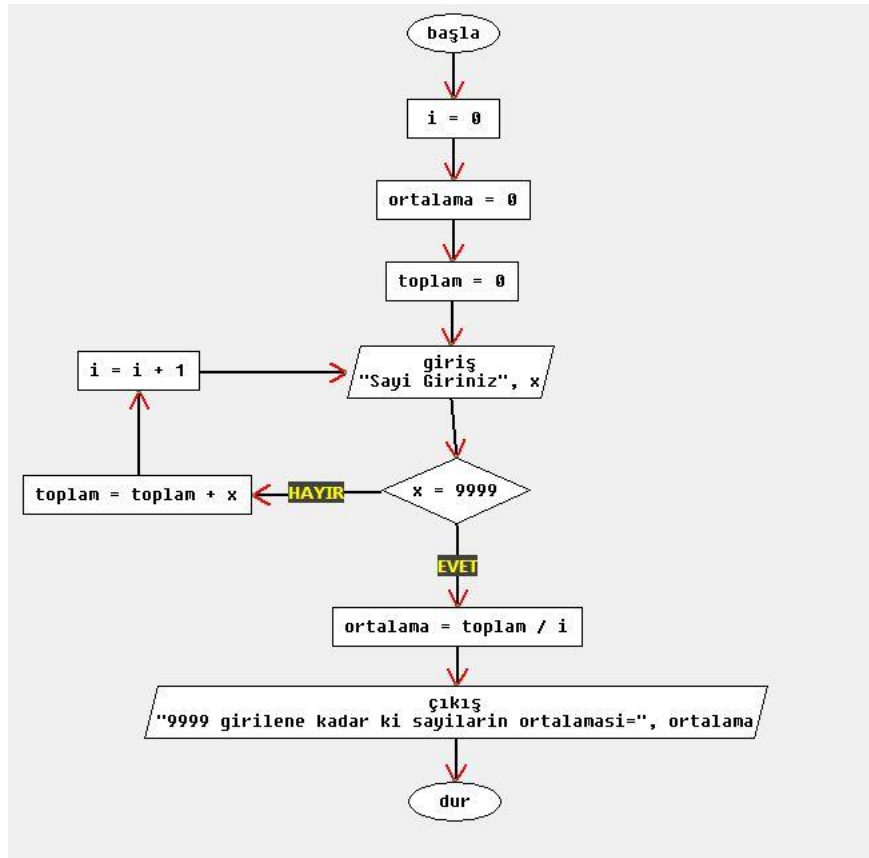 başla
i = 0
ortalama = 0
toplam = 0
giriş
"Sayi Giriniz", x
i = i + 1
x = 9999
HAYIR
toplam = toplam + x
EVET
ortalama = toplam / i
çıkış
"9999 girilene kadar ki sayilarin ortalamasi=", ortalama
dur